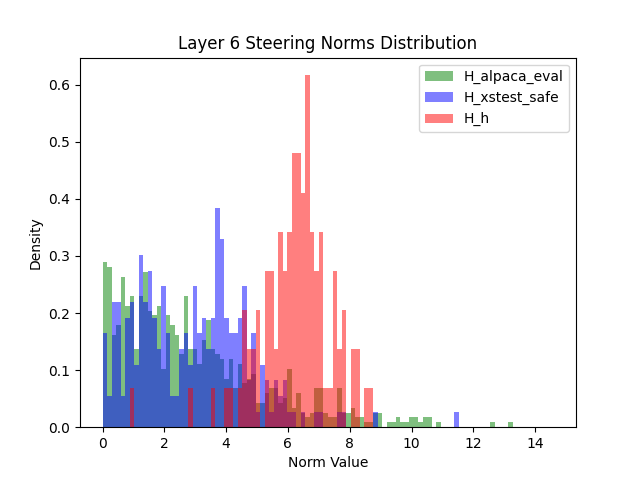 Layer 6 Steering Norms Distribution
H_alpaca_eval
H_xstest_safe
H_h
Density
0.6
0.5
0.4
0.3
0.2
0.1
0.0
0 2 4 6 8 10 12 14
Norm Value